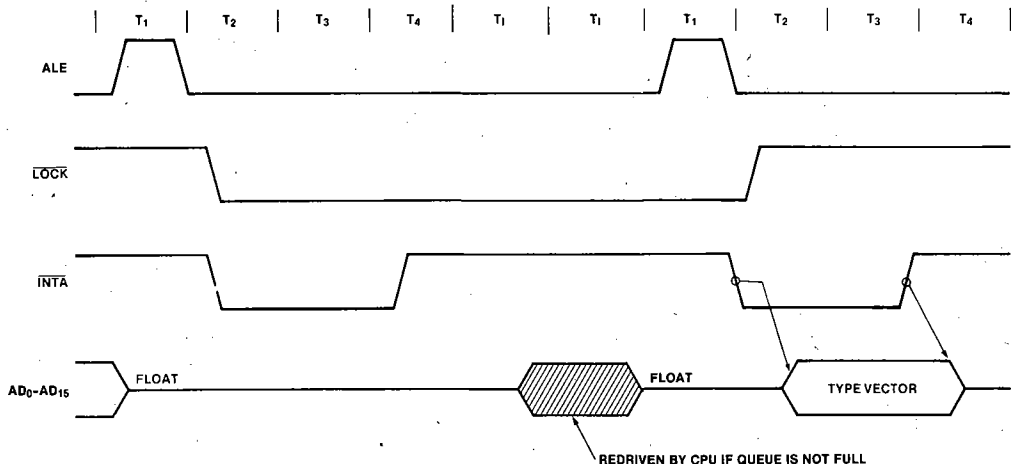 T1 T2 T3 T4 TI TI T1 T2 T3 T4
ALE
LOCK
INTA
FLOAT
FLOAT
AD0-AD15
TYPE VECTOR
REDRIVEN BY CPU IF QUEUE IS NOT FULL